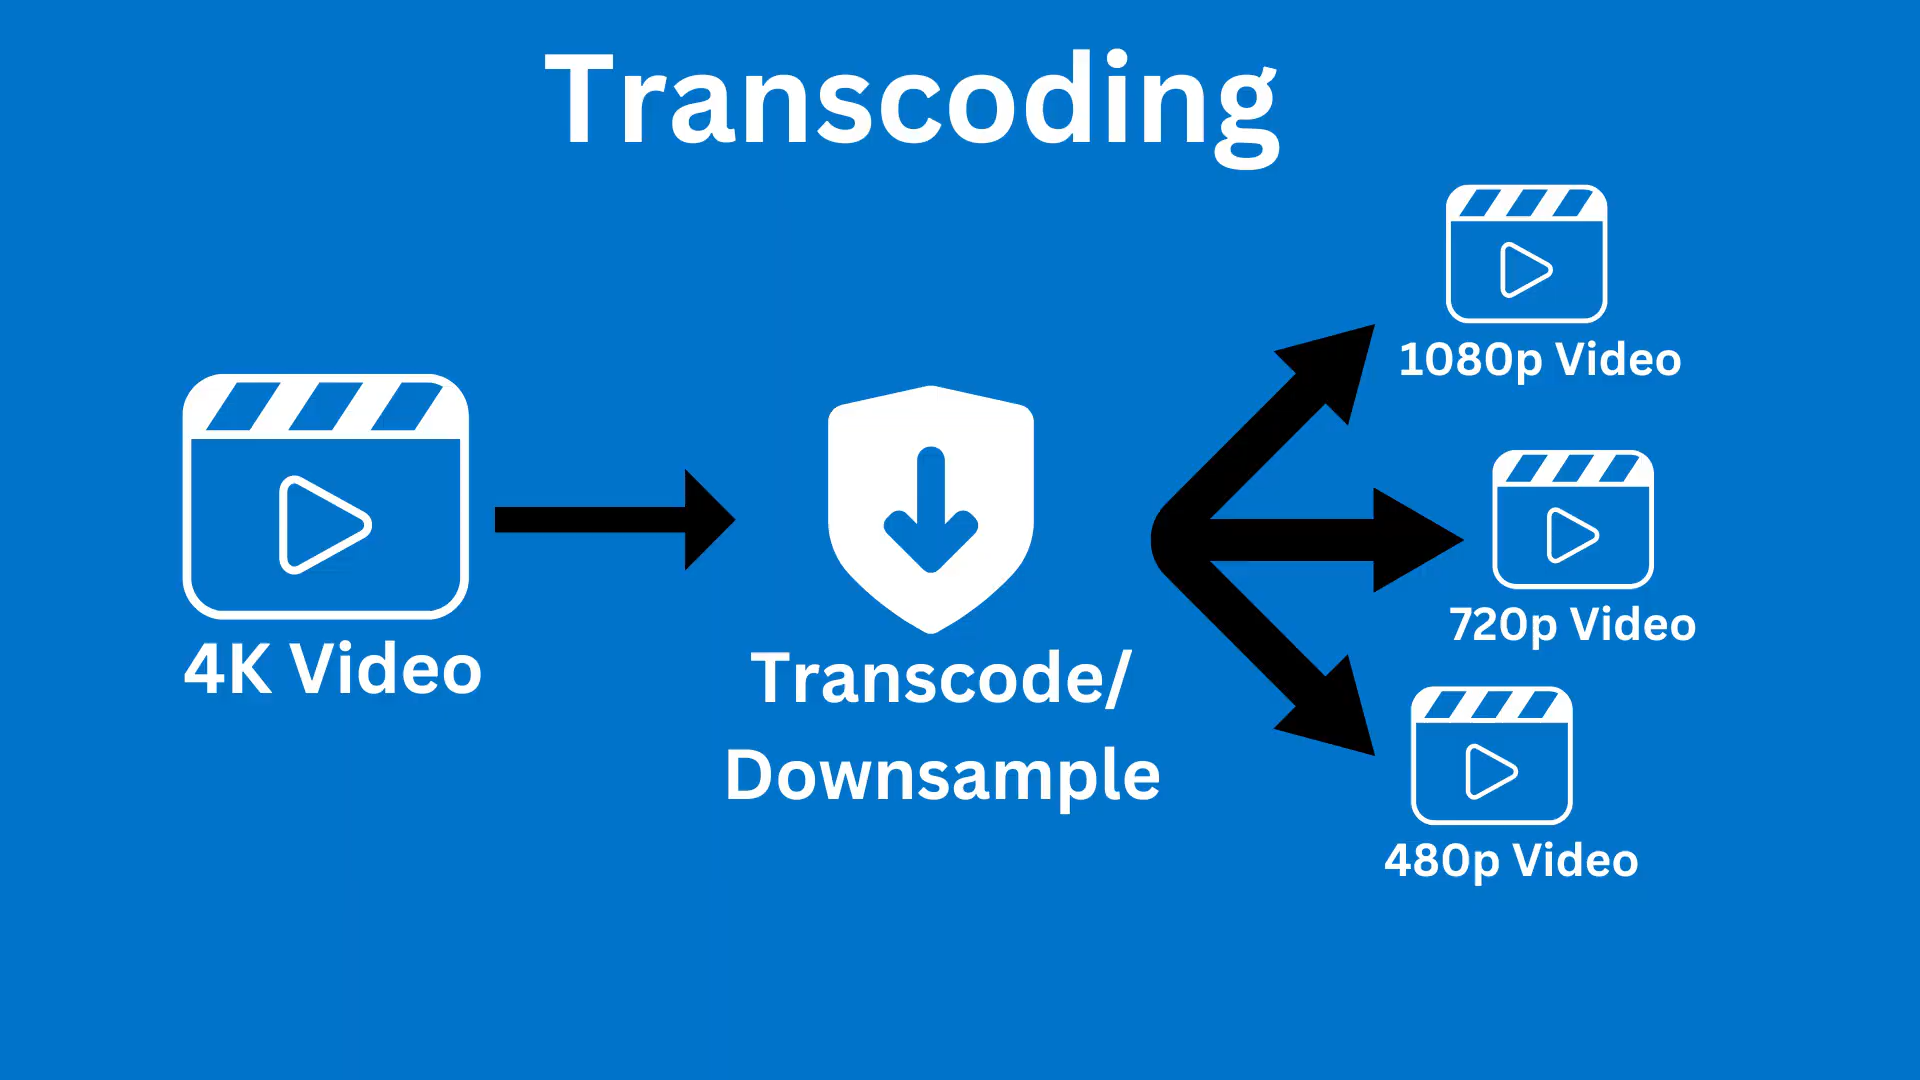 Transcoding
4K Video
Transcode/
Downsample
1080p Video
720p Video
480p Video